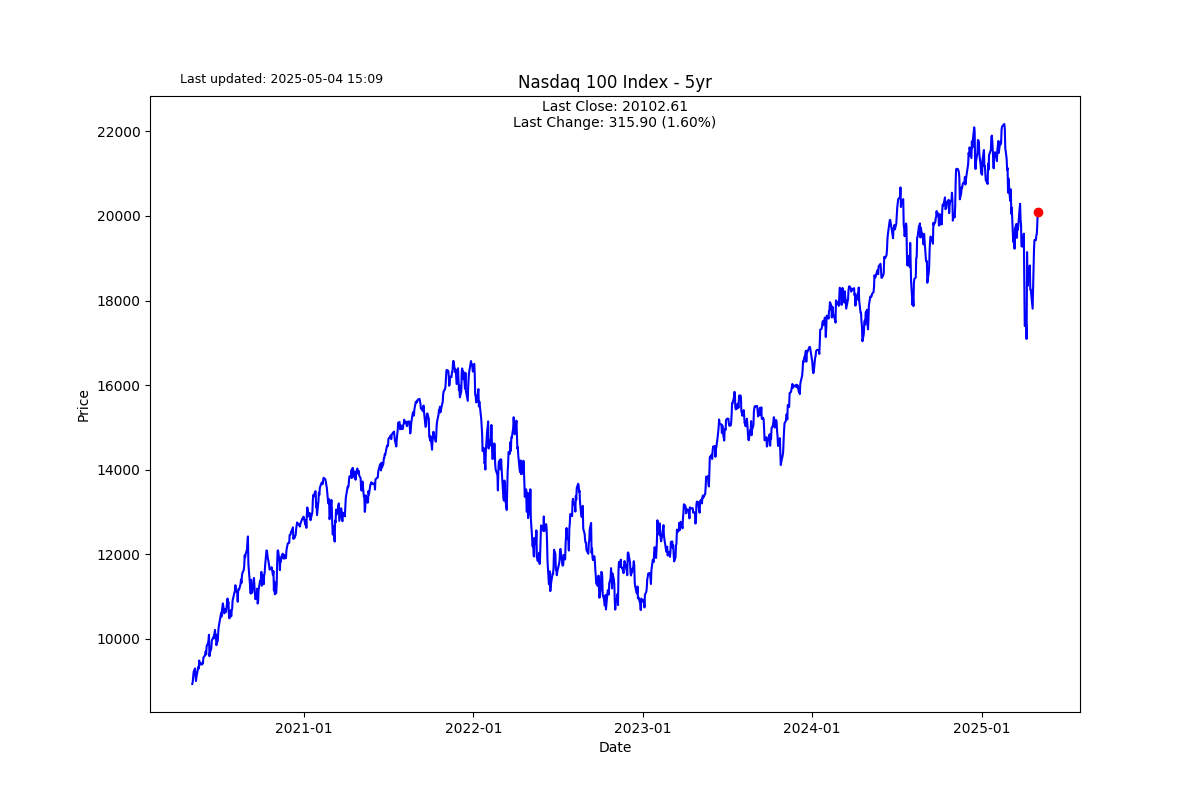 Last updated: 2025-05-04 15:09
Nasdaq 100 Index - 5yr
Last Close: 20102.61
Last Change: 315.90 (1.60%)
22000
20000
18000
16000
14000
12000
10000
Price
2021-01
2022-01
2023-01
2024-01
2025-01
Date